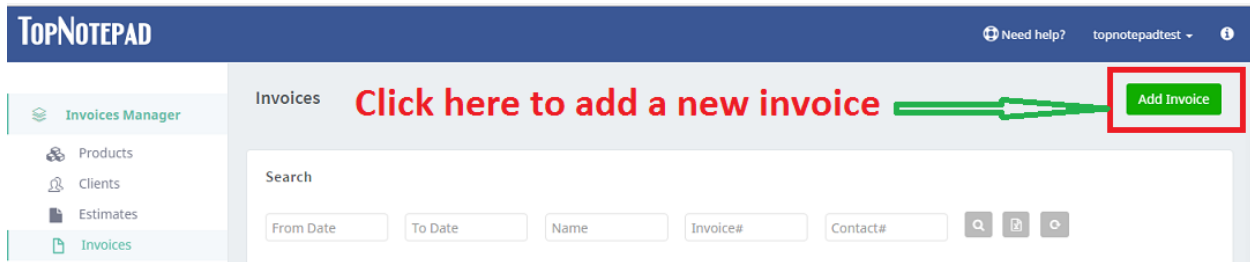 TopNotepad
Need help?
topnotepadtest
Invoices Manager
Products
Clients
Estimates
Invoices
Invoices
Click here to add a new invoice
Add Invoice
Search
From Date
To Date
Name
Invoice#
Contact#